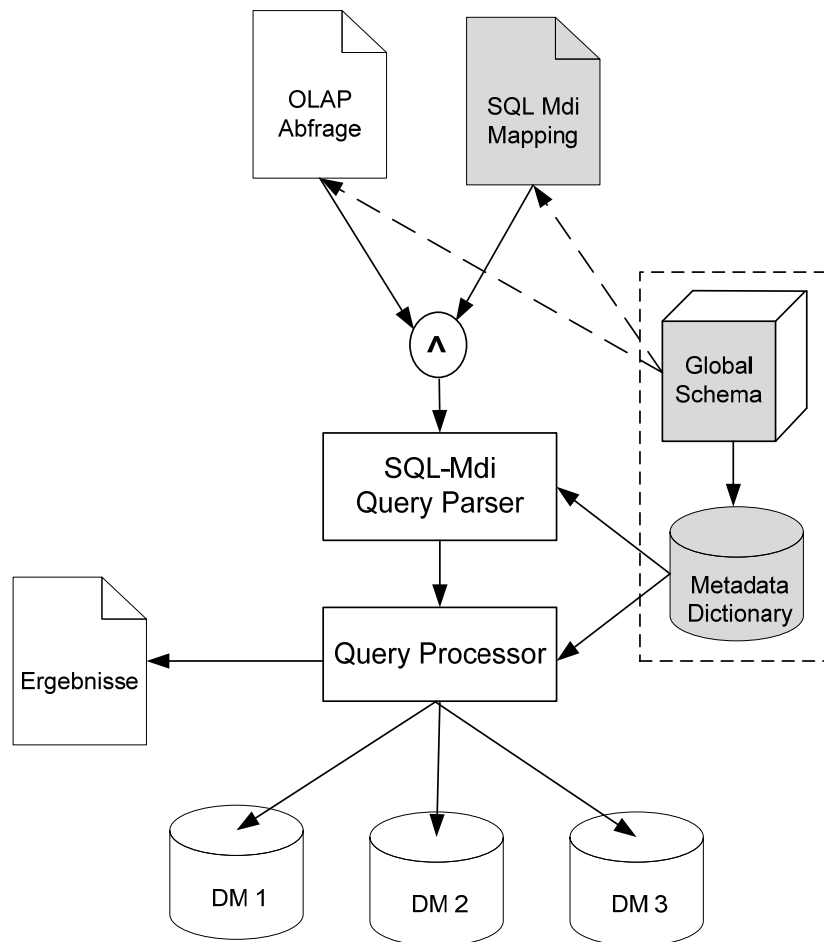 OLAP
Abfrage
SQL Mdi
Mapping
^
Global
Schema
SQL-Mdi
Query Parser
Metadata
Dictionary
Query Processor
Ergebnisse
DM 1
DM 2
DM 3